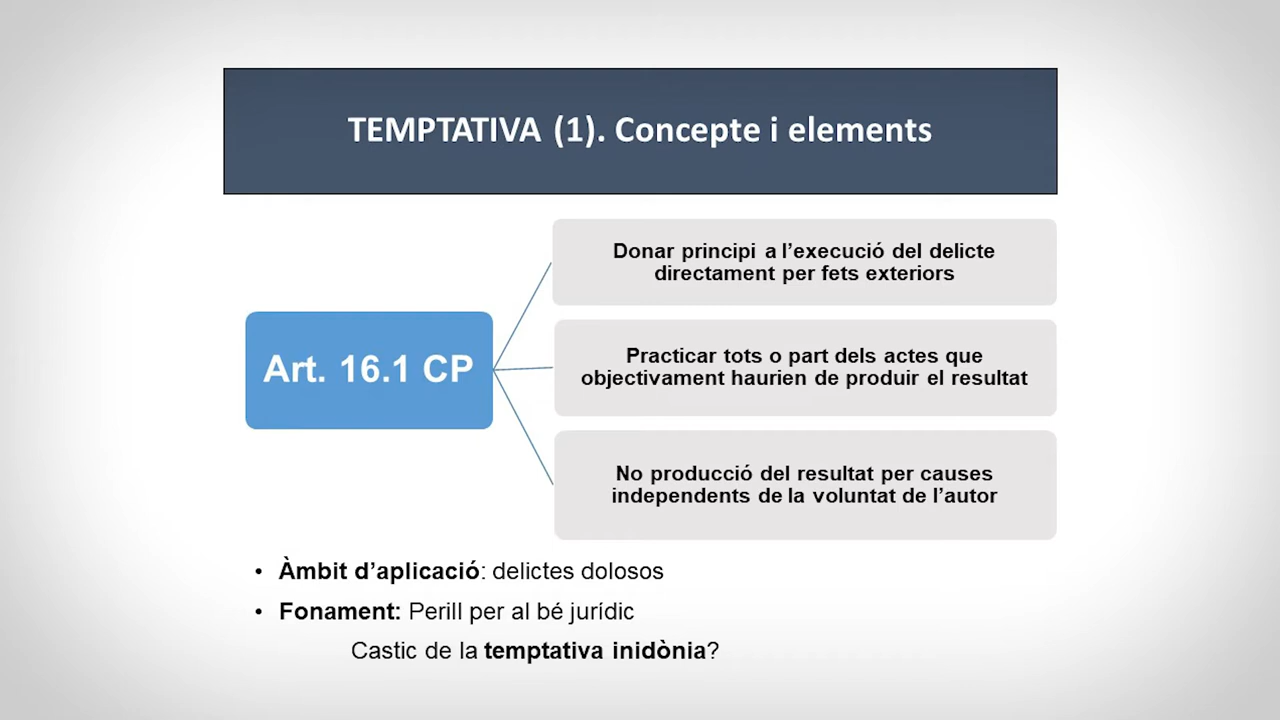 TEMPTATIVA (1). Concepte i elements
Donar principi a l’execució del delicte
directament per fets exteriors
Art. 16.1 CP
Practicar tots o part dels actes que
objectivament haurien de produir el resultat
No producció del resultat per causes
independents de la voluntat de l’autor
• Àmbit d’aplicació: delictes dolosos
• Fonament: Perill per al bé jurídic
Castic de la temptativa inidònia?